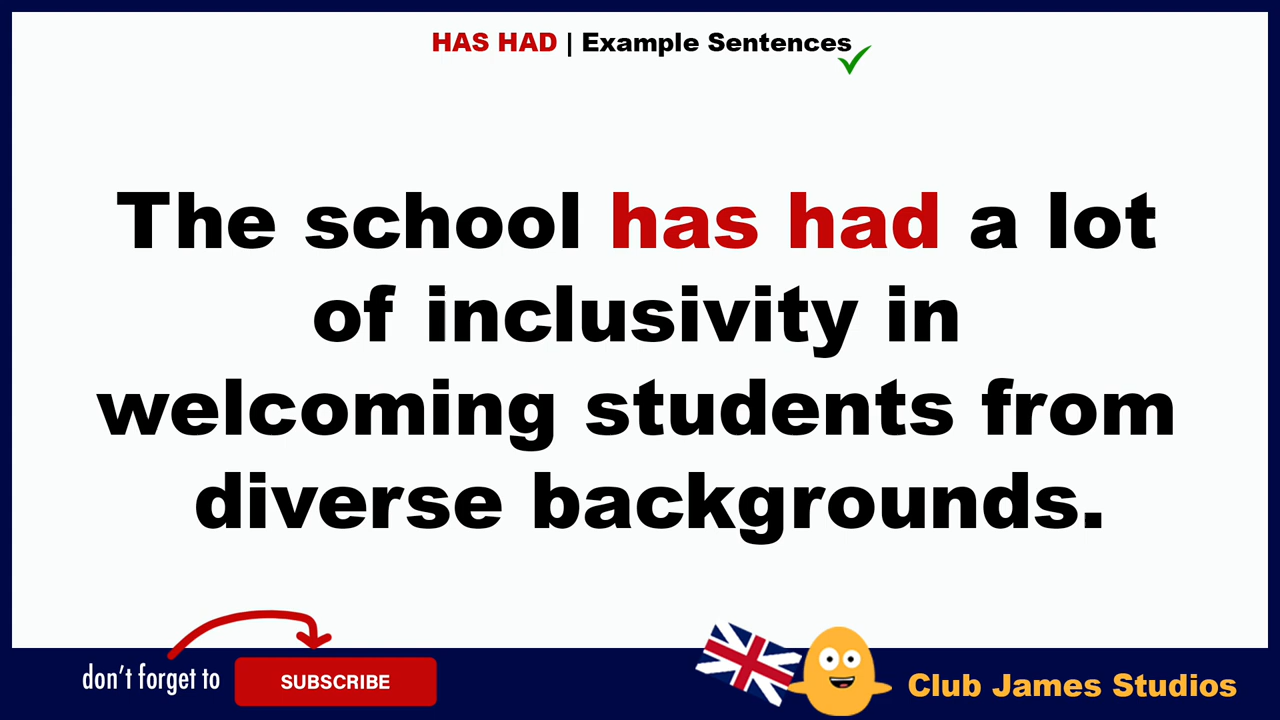 HAS HAD | Example Sentences
The school has had a lot
of inclusivity in
welcoming students from
diverse backgrounds.
don't forget to
SUBSCRIBE
Club James Studios